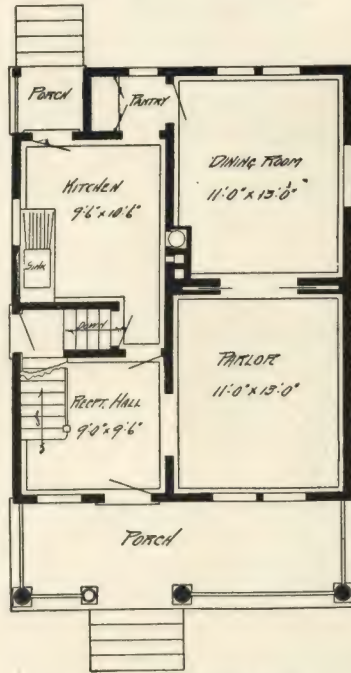 PORCH
PANTRY
DINING ROOM
11'-0" X 13'-0"
KITCHEN
9'-6" X 10'-6"
SINK
DOWN
PARLOR
11'-0" X 13'-0"
RECPT. HALL
9'-0" X 9'-6"
PORCH